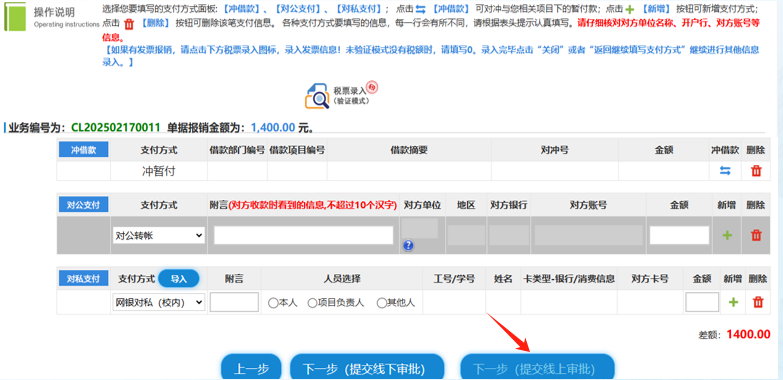 操作说明
Operating instructions
选择您要填写的支付方式面板:【冲借款】、【对公支付】、【对私支付】; 点击 【冲借款】 可对冲与您相关项目下的暂付款; 点击 【新增】 按钮可新增支付方式;
点击 【删除】 按钮可删除该笔支付信息。 各种支付方式要填写的信息，每一行会有所不同，请根据表头提示认真填写。请仔细核对对方单位名称、开户行、对方账号等
信息。
【如果有发票报销，请点击下方税票录入图标，录入发票信息！未验证模式没有税额时，请填写0。录入完毕点击“关闭”或者“返回继续填写支付方式”继续进行其他信息
录入。】
税票录入
(验证模式)
业务编号为: CL202502170011 单据报销金额为: 1,400.00 元。
冲借款 支付方式 借款部门编号 借款项目编号 借款摘要 对冲号 金额 冲借款 删除
冲暂付
对公支付 支付方式 附言(对方收款时看到的信息,不超过10个汉字) 对方单位 地区 对方银行 对方账号 金额 新增 删除
对公转帐
?
对私支付 支付方式 导入 附言 人员选择 工号/学号 姓名 卡类型-银行/消费信息 对方卡号 金额 新增 删除
网银对私（校内） 本人 项目负责人 其他人
差额: 1400.00
上一步 下一步（提交线下审批） 下一步（提交线上审批）